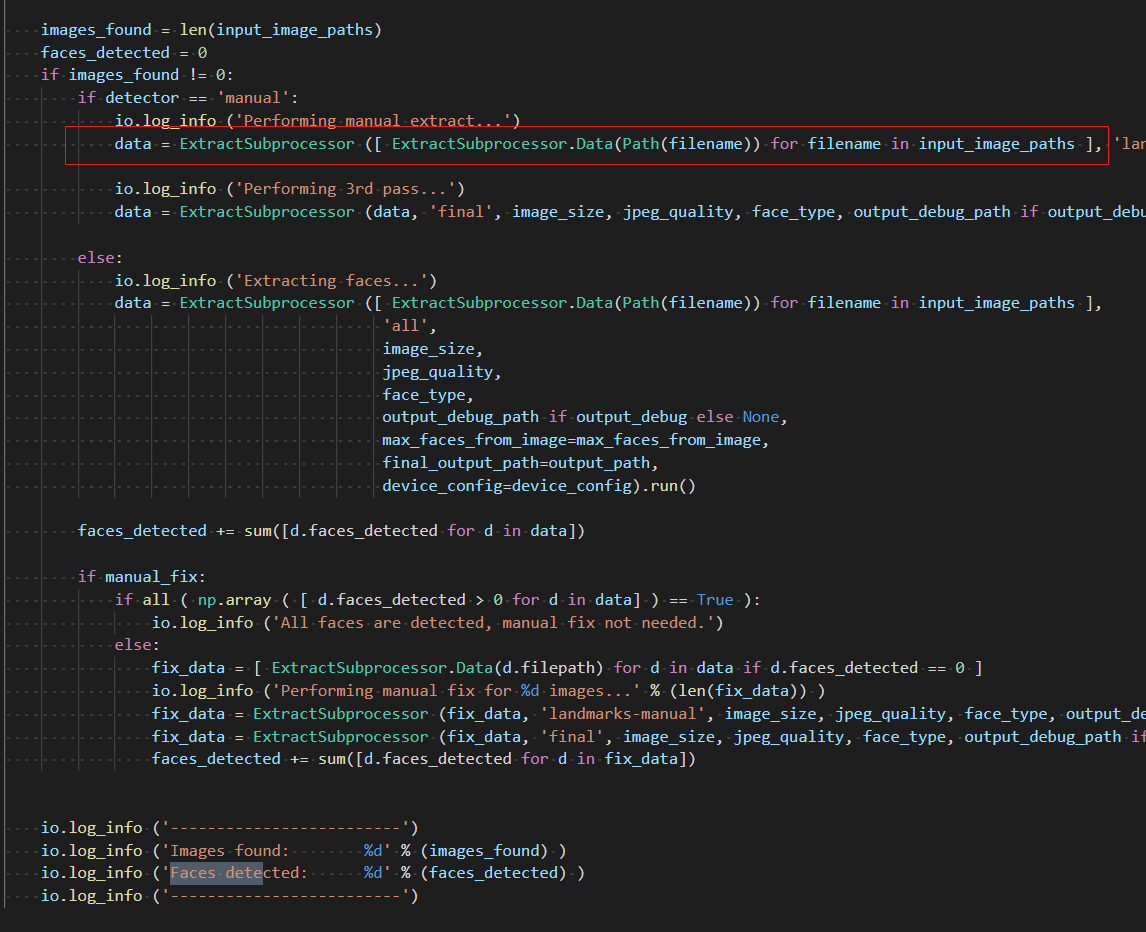 images_found = len(input_image_paths)
faces_detected = 0
if images_found != 0:
if detector == 'manual':
io.log_info ('Performing manual extract...')
data = ExtractSubprocessor ([ ExtractSubprocessor.Data(Path(filename)) for filename in input_image_paths ], 'lan
io.log_info ('Performing 3rd pass...')
data = ExtractSubprocessor (data, 'final', image_size, jpeg_quality, face_type, output_debug_path if output_debu
else:
io.log_info ('Extracting faces...')
data = ExtractSubprocessor ([ ExtractSubprocessor.Data(Path(filename)) for filename in input_image_paths ],
'all',
image_size,
jpeg_quality,
face_type,
output_debug_path if output_debug else None,
max_faces_from_image=max_faces_from_image,
final_output_path=output_path,
device_config=device_config).run()
faces_detected += sum([d.faces_detected for d in data])
if manual_fix:
if all ( np.array ( [ d.faces_detected > 0 for d in data] ) == True ):
io.log_info ('All faces are detected, manual fix not needed.')
else:
fix_data = [ ExtractSubprocessor.Data(d.filepath) for d in data if d.faces_detected == 0 ]
io.log_info ('Performing manual fix for %d images...' % (len(fix_data)) )
fix_data = ExtractSubprocessor (fix_data, 'landmarks-manual', image_size, jpeg_quality, face_type, output_de
fix_data = ExtractSubprocessor (fix_data, 'final', image_size, jpeg_quality, face_type, output_debug_path if
faces_detected += sum([d.faces_detected for d in fix_data])
io.log_info ('-------------------------')
io.log_info ('Images found:        %d' % (images_found) )
io.log_info ('Faces detected:      %d' % (faces_detected) )
io.log_info ('-------------------------')